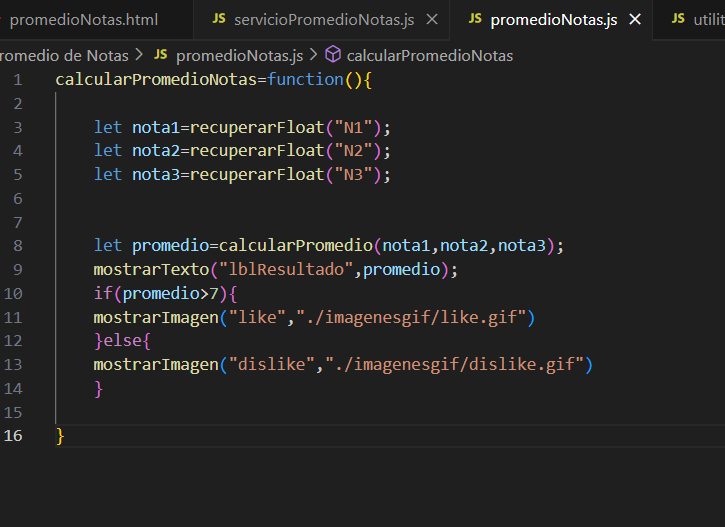 promedioNotas.html JS servicioPromedioNotas.js JS promedioNotas.js JS utilit
romedio de Notas > JS promedioNotas.js > calcularPromedioNotas
1 calcularPromedioNotas=function(){
2
3 let nota1=recuperarFloat("N1");
4 let nota2=recuperarFloat("N2");
5 let nota3=recuperarFloat("N3");
6
7
8 let promedio=calcularPromedio(nota1,nota2,nota3);
9 mostrarTexto("lblResultado",promedio);
10 if(promedio>7){
11 mostrarImagen("like","./imagenesgif/like.gif")
12 }else{
13 mostrarImagen("dislike","./imagenesgif/dislike.gif")
14 }
15
16 }